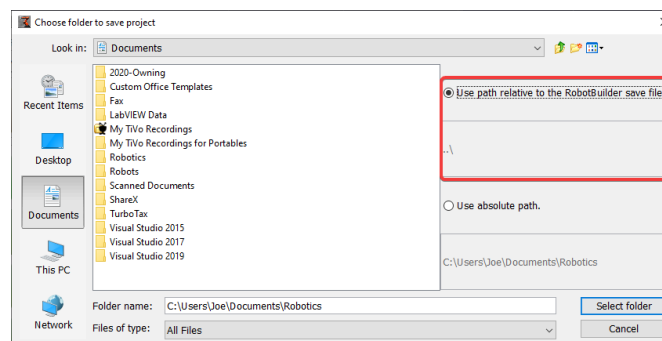 Choose folder to save project
Look in:
Documents
Recent Items
Desktop
Documents
This PC
Network
2020-Owning
Custom Office Templates
Fax
LabVIEW Data
My TiVo Recordings
My TiVo Recordings for Portables
Robotics
Robots
Scanned Documents
ShareX
TurboTax
Visual Studio 2015
Visual Studio 2017
Visual Studio 2019
Use path relative to the RobotBuilder save file
..\
Use absolute path.
C:\Users\Joe\Documents\Robotics
Folder name: C:\Users\Joe\Documents\Robotics
Select folder
Files of type: All Files
Cancel